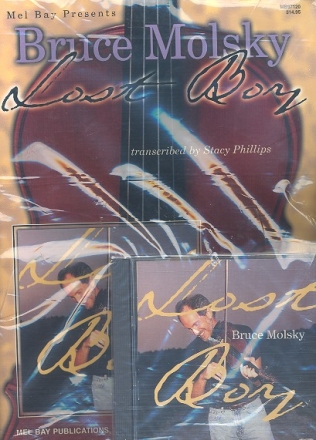 Mel Bay Presents
$14.95
Bruce Molsky
Lost Boy
transcribed by Stacy Phillips
Lost
Boy
MEL BAY PUBLICATIONS
Lost
Bruce Molsky
Boy